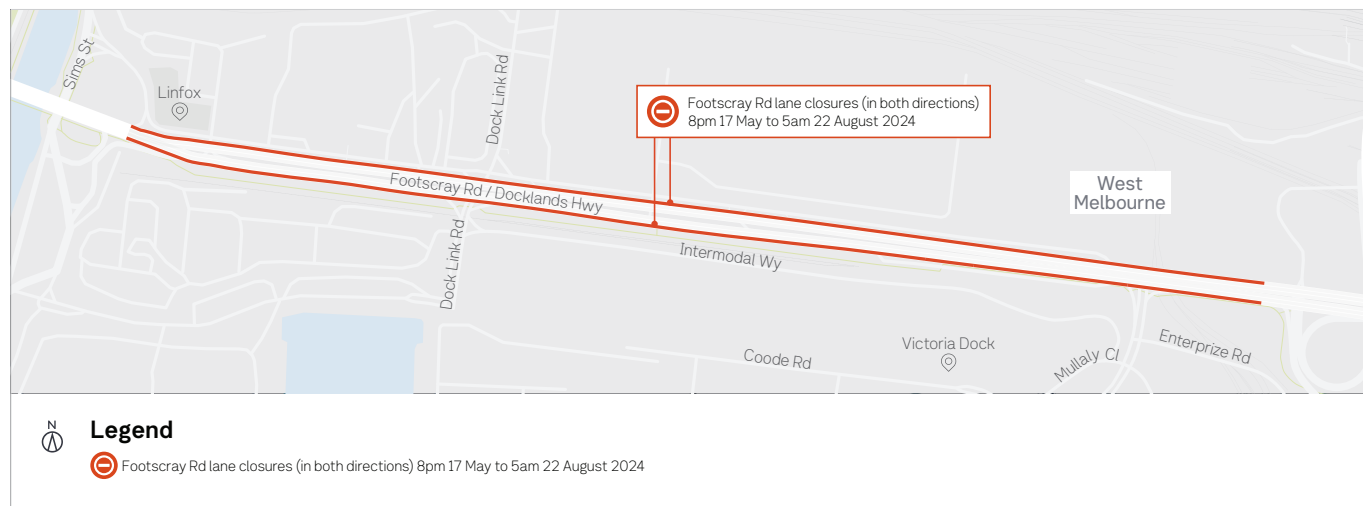 Sims St
Linfox
Dock Link Rd
Footscray Rd lane closures (in both directions)
8pm 17 May to 5am 22 August 2024
West
Melbourne
Footscray Rd / Docklands Hwy
Dock Link Rd
Intermodal Wy
Coode Rd
Victoria Dock
Mullaly Cl
Enterprize Rd
N
Legend
Footscray Rd lane closures (in both directions) 8pm 17 May to 5am 22 August 2024